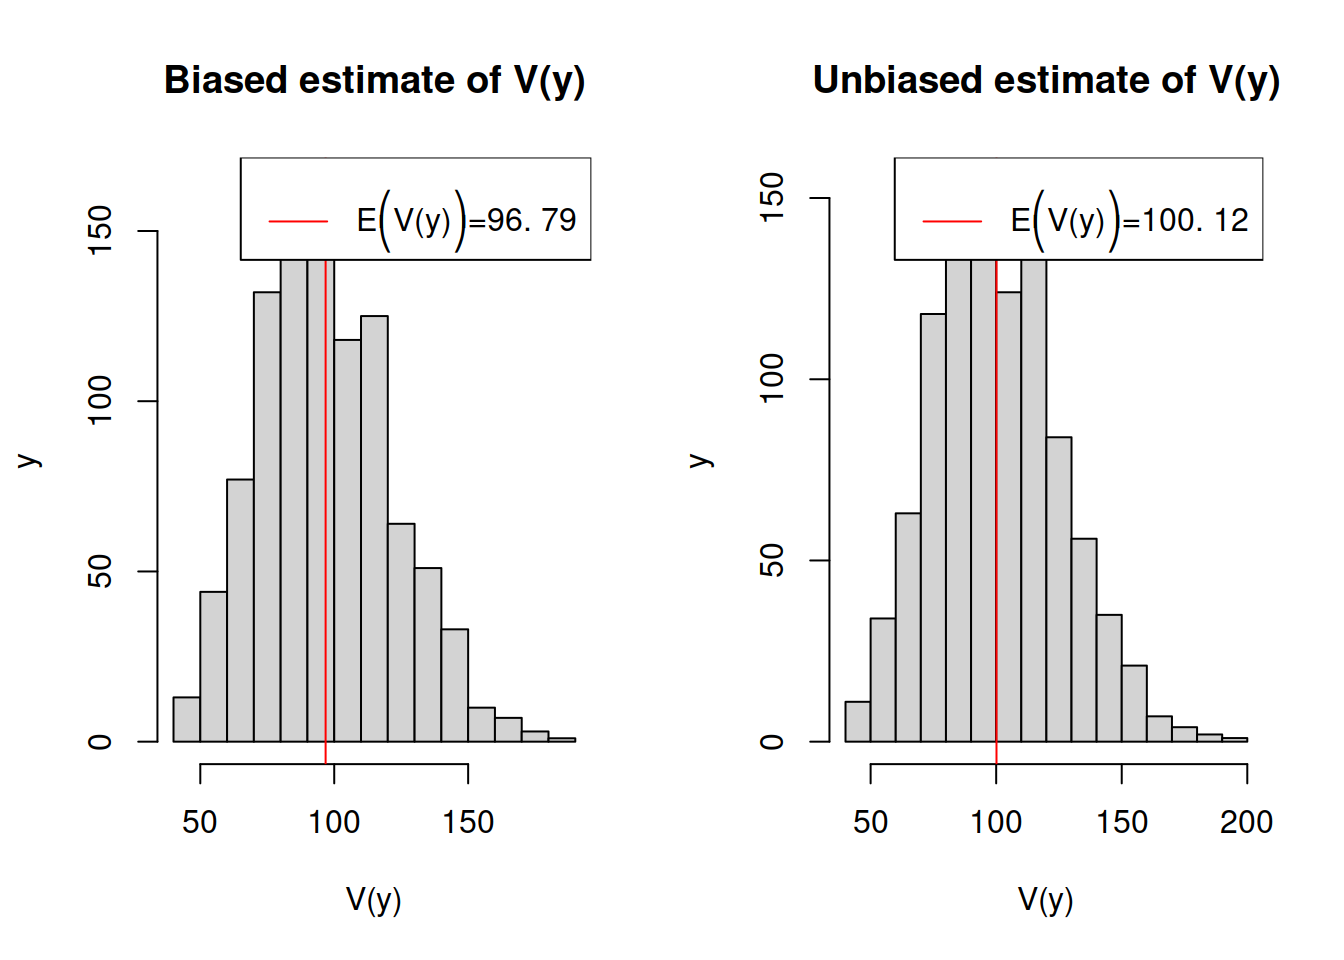 Biased estimate of V(y)
E(V(y))=96. 79
150
100
50
0
y
50 100 150
V(y)
Unbiased estimate of V(y)
E(V(y))=100. 12
150
100
50
0
y
50 100 150 200
V(y)